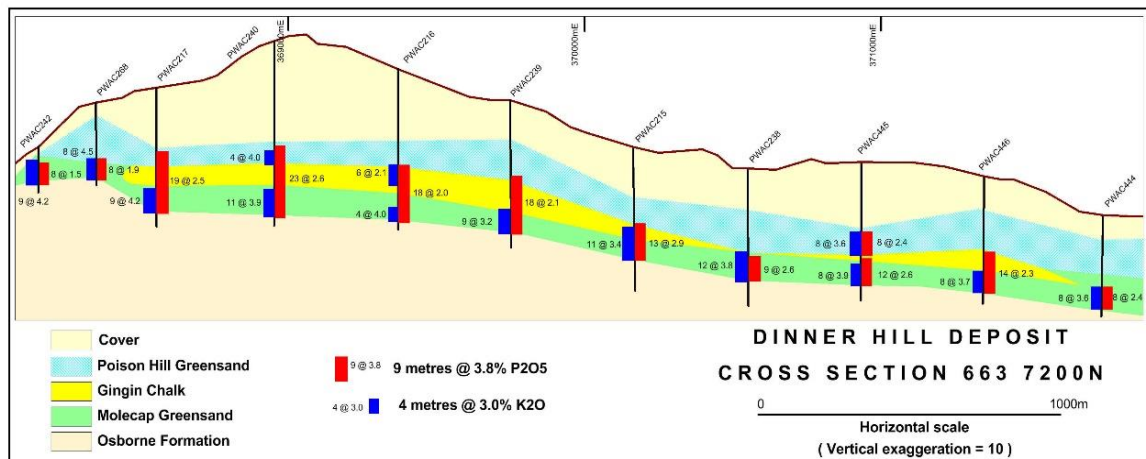 369000mE
370000mE
371000mE
PWAC242
PWAC268
PWAC217
PWAC240
PWAC216
PWAC239
PWAC215
PWAC238
PWAC445
PWAC446
PWAC444
8 @ 4.5
8 @ 1.5
9 @ 4.2
8 @ 1.9
9 @ 4.2
19 @ 2.5
4 @ 4.0
11 @ 3.9
23 @ 2.6
6 @ 2.1
4 @ 4.0
18 @ 2.0
9 @ 3.2
18 @ 2.1
11 @ 3.4
13 @ 2.9
12 @ 3.8
9 @ 2.6
8 @ 3.6
8 @ 2.4
8 @ 3.9
12 @ 2.6
8 @ 3.7
14 @ 2.3
8 @ 3.6
8 @ 2.4
Cover
Poison Hill Greensand
Gingin Chalk
Molecap Greensand
Osborne Formation
9 @ 3.8
9 metres @ 3.8% P2O5
4 @ 3.0
4 metres @ 3.0% K2O
DINNER HILL DEPOSIT
CROSS SECTION 663 7200N
0
1000m
Horizontal scale
( Vertical exaggeration = 10 )